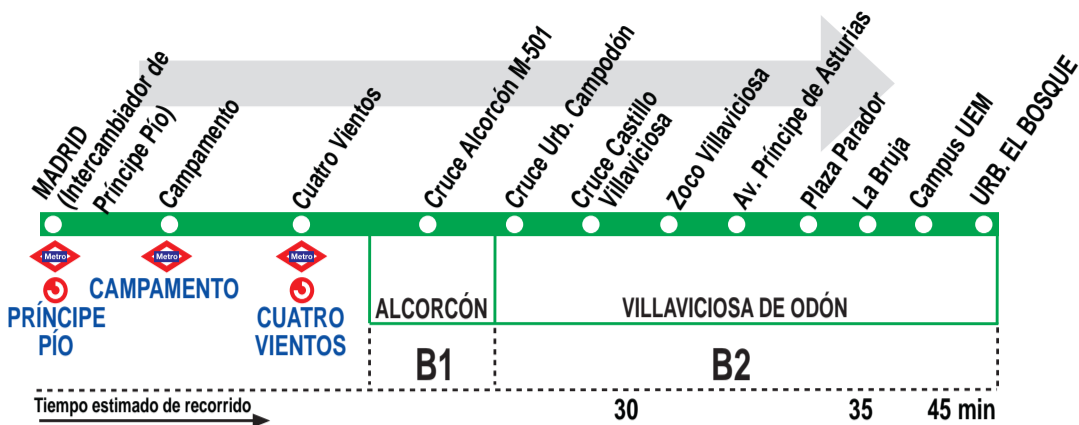 MADRID
(Intercambiador de
Príncipe Pío)
Campamento
Cuatro Vientos
Cruce Alcorcón M-501
Cruce Urb. Campodón
Cruce Castillo
Villaviciosa
Zoco Villaviciosa
Av. Príncipe de Asturias
Plaza Parador
La Bruja
Campus UEM
URB. EL BOSQUE
Metro
Metro
Metro
PRÍNCIPE
PÍO
CAMPAMENTO
CUATRO
VIENTOS
ALCORCÓN
VILLAVICIOSA DE ODÓN
B1
B2
Tiempo estimado de recorrido
30
35
45 min